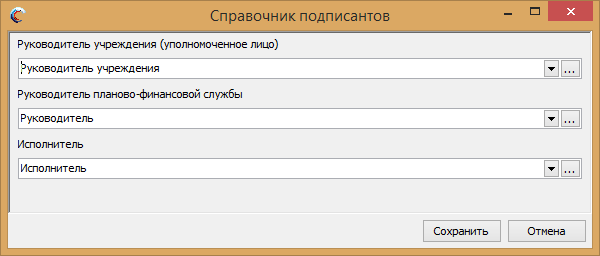 Справочник подписантов
Руководитель учреждения (уполномоченное лицо)
Руководитель учреждения
...
Руководитель планово-финансовой службы
Руководитель
...
Исполнитель
Исполнитель
...
Сохранить Отмена